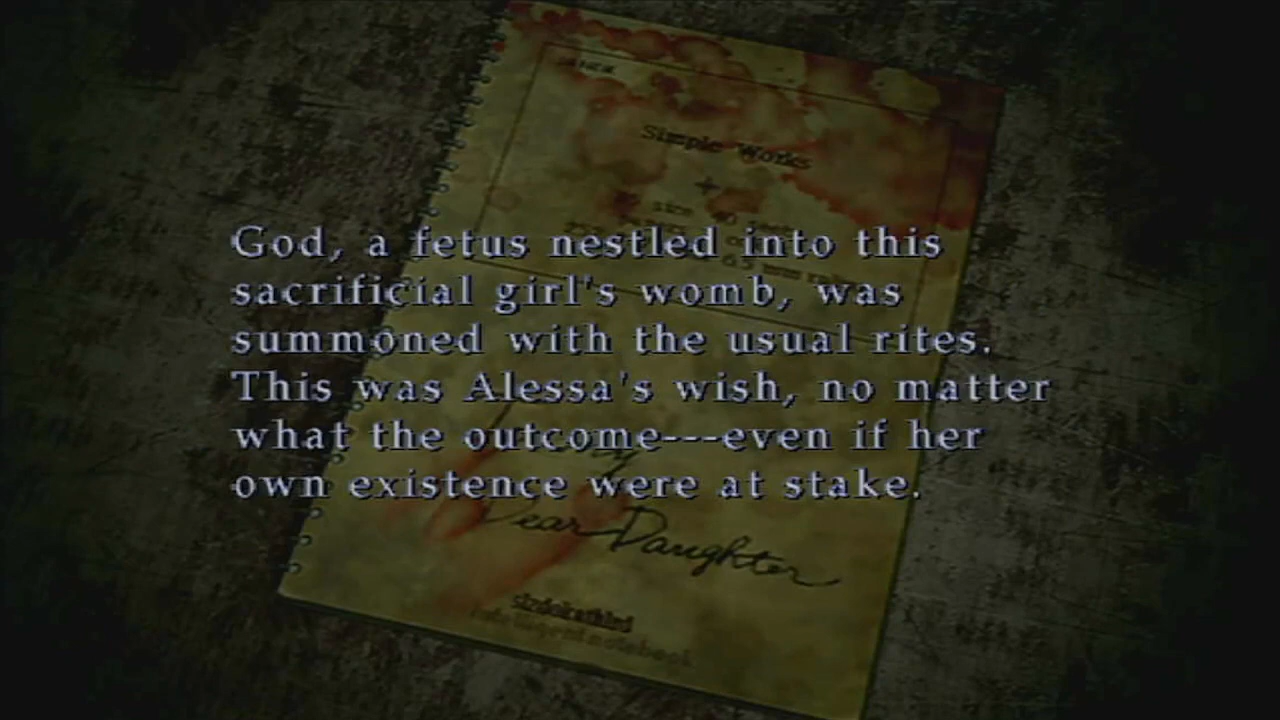 Simple Works
God, a fetus nestled into this
sacrificial girl's womb, was
summoned with the usual rites.
This was Alessa's wish, no matter
what the outcome---even if her
own existence were at stake.
Dear Daughter